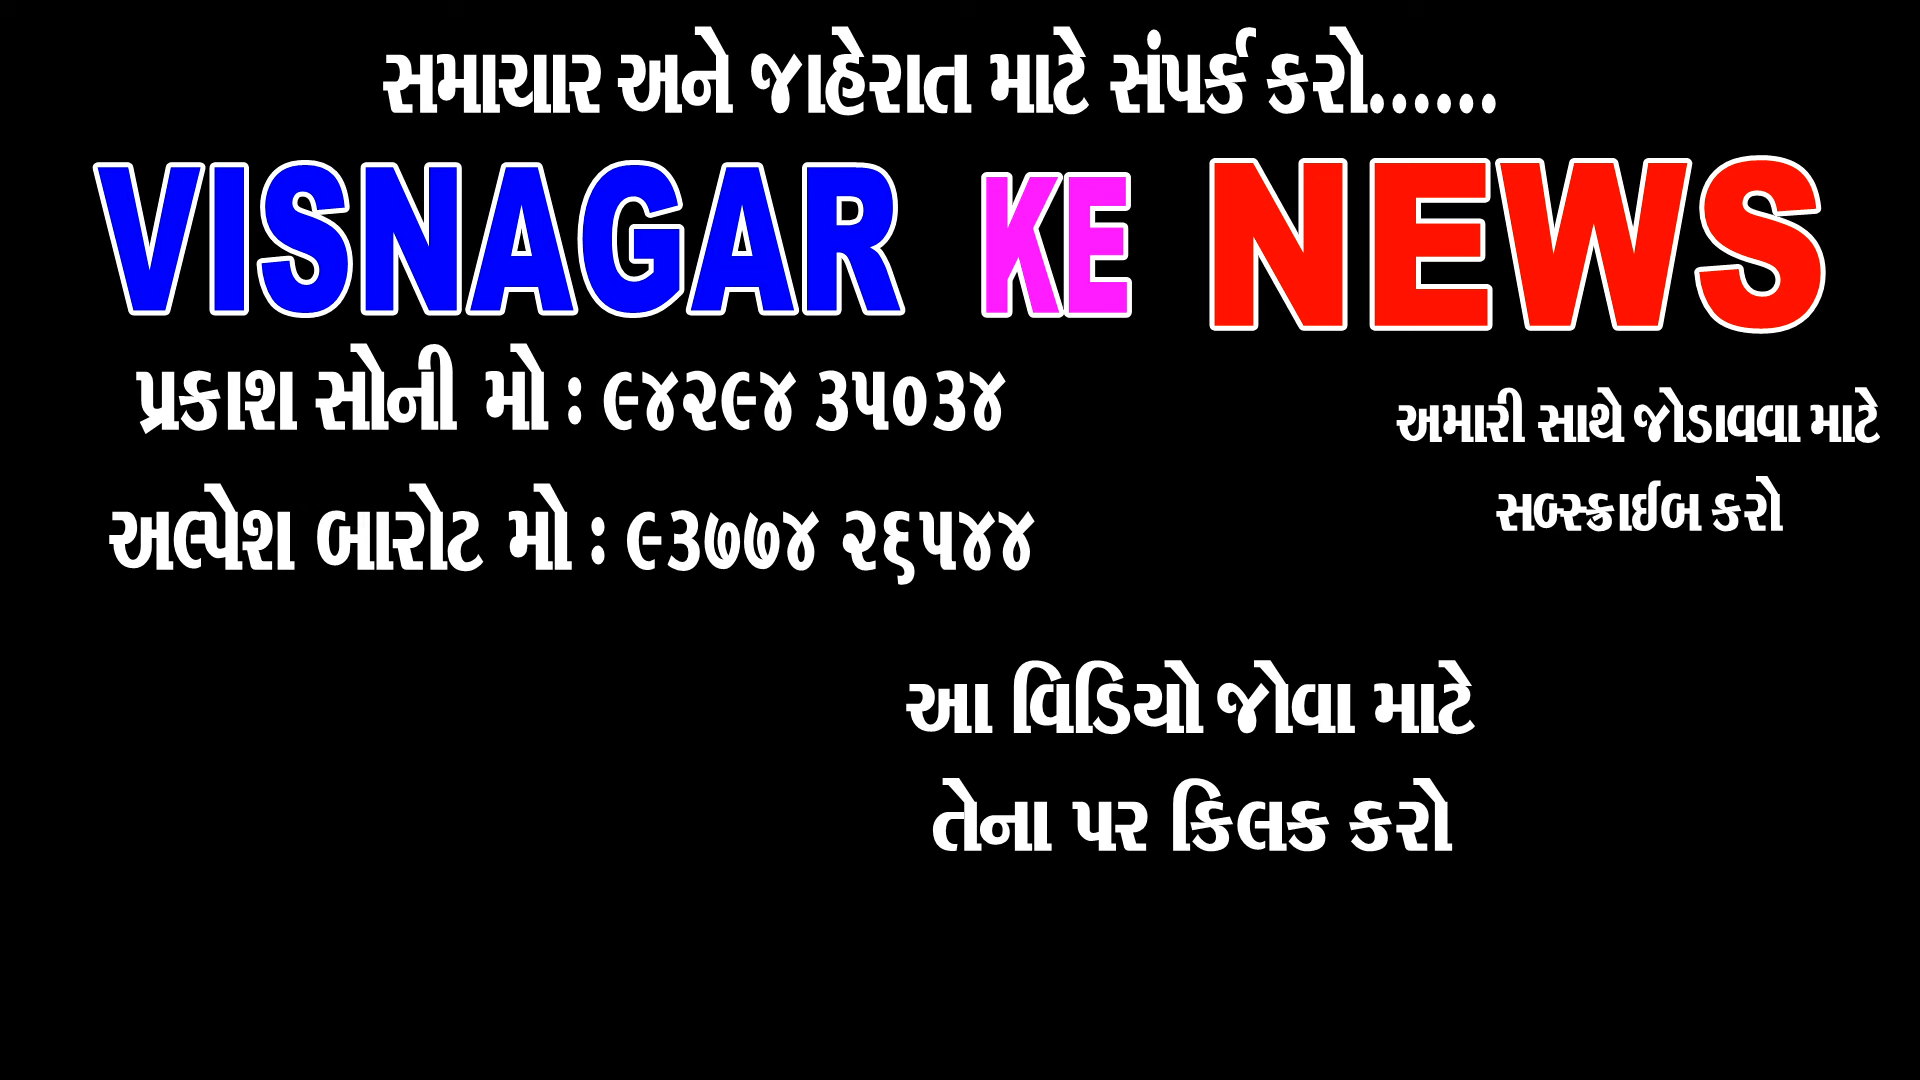 સમાચાર અને જાહેરાત માટે સંપર્ક કરો......
VISNAGAR KE NEWS
પ્રકાશ સોની મો : ૯૪૨૯૪ ૩૫૦૩૪
અલ્પેશ બારોટ મો : ૯૩૭૭૪ ૨૬૫૪૪
અમારી સાથે જોડાવવા માટે
સબ્સ્ક્રાઈબ કરો
આ વિડિયો જોવા માટે
તેના પર કિલક કરો